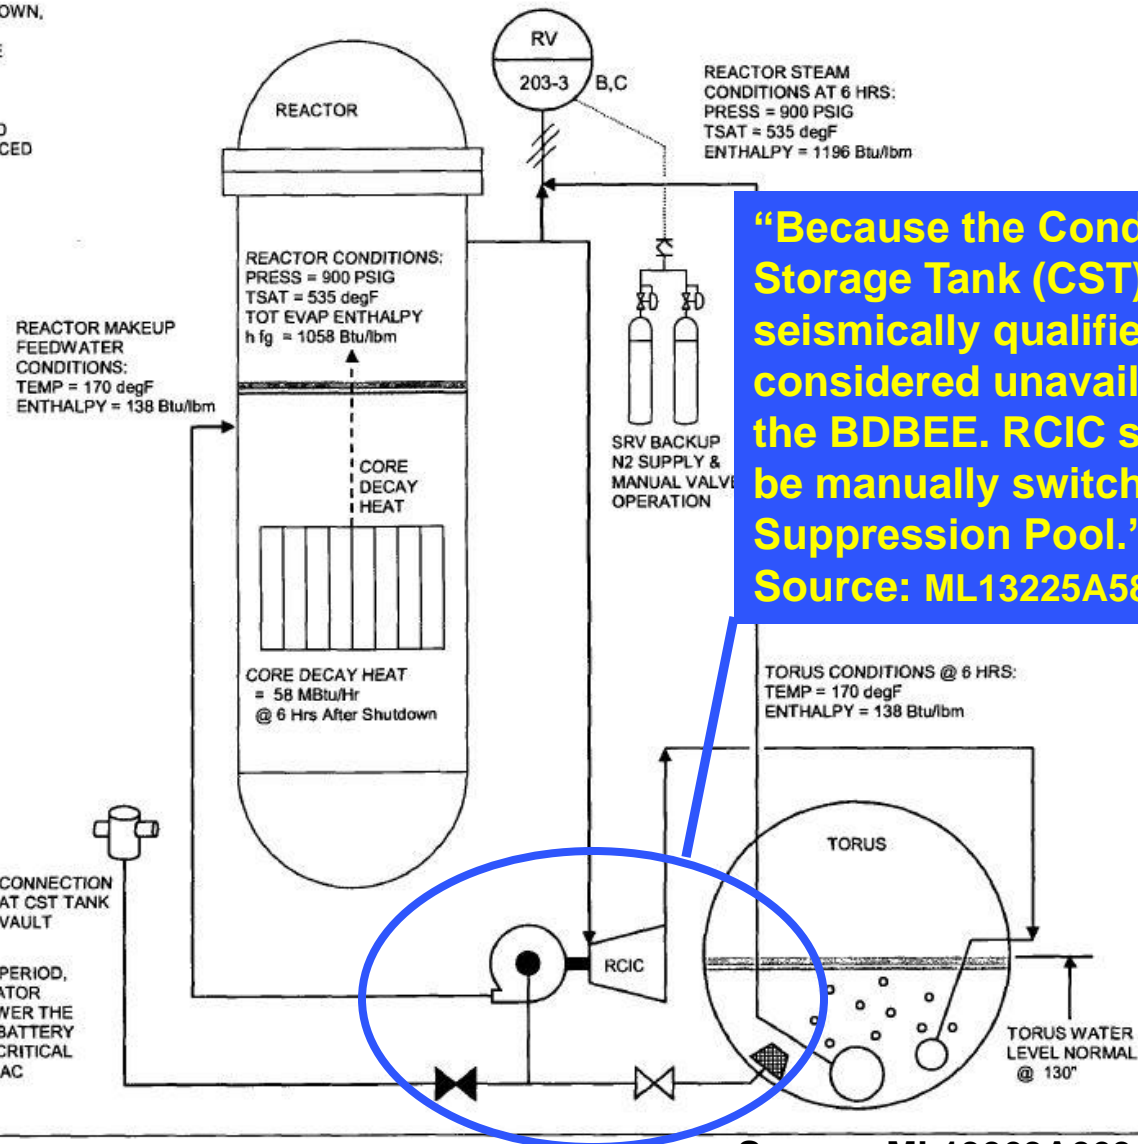 OWN,
CED
RV
203-3
B,C
REACTOR
REACTOR STEAM
CONDITIONS AT 6 HRS:
PRESS = 900 PSIG
TSAT = 535 degF
ENTHALPY = 1196 Btu/lbm
“Because the Cond
Storage Tank (CST)
seismically qualifie
considered unavail
the BDBEE. RCIC s
be manually switch
Suppression Pool.”
Source: ML13225A58
REACTOR CONDITIONS:
PRESS = 900 PSIG
TSAT = 535 degF
TOT EVAP ENTHALPY
h fg = 1058 Btu/lbm
REACTOR MAKEUP
FEEDWATER
CONDITIONS:
TEMP = 170 degF
ENTHALPY = 138 Btu/lbm
SRV BACKUP
N2 SUPPLY &
MANUAL VALVE
OPERATION
CORE
DECAY
HEAT
CORE DECAY HEAT
= 58 MBtu/Hr
@ 6 Hrs After Shutdown
TORUS CONDITIONS @ 6 HRS:
TEMP = 170 degF
ENTHALPY = 138 Btu/lbm
TORUS
CONNECTION
AT CST TANK
VAULT
RCIC
PERIOD,
ATOR
WER THE
BATTERY
CRITICAL
AC
TORUS WATER
LEVEL NORMAL
@ 130"